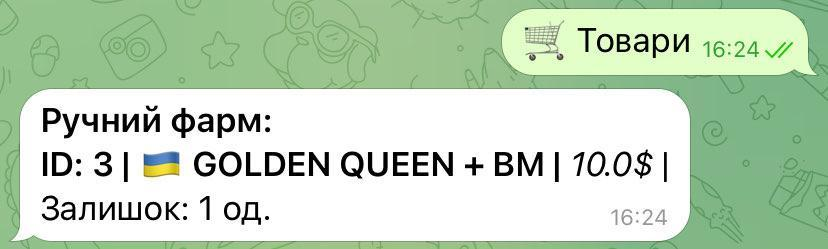 🛒 Товари 16:24
Ручний фарм:
ID: 3 | 🇺🇦 GOLDEN QUEEN + BM | 10.0$ |
Залишок: 1 од. 16:24